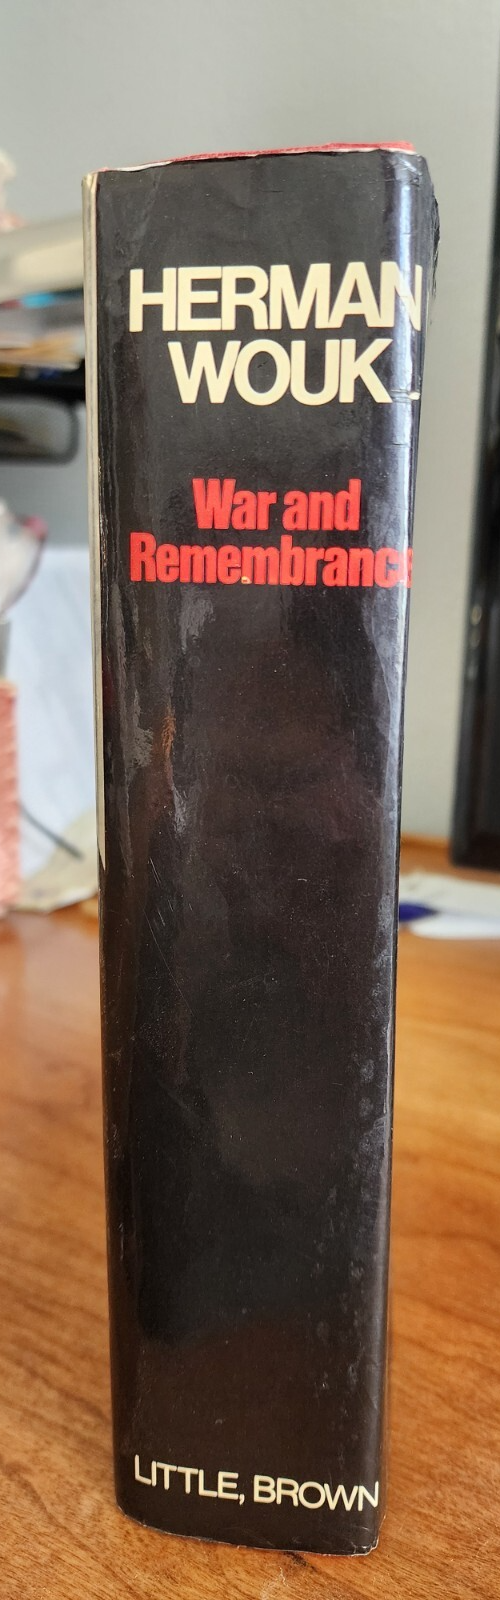 HERMAN
WOUK
War and
Remembrance
LITTLE, BROWN